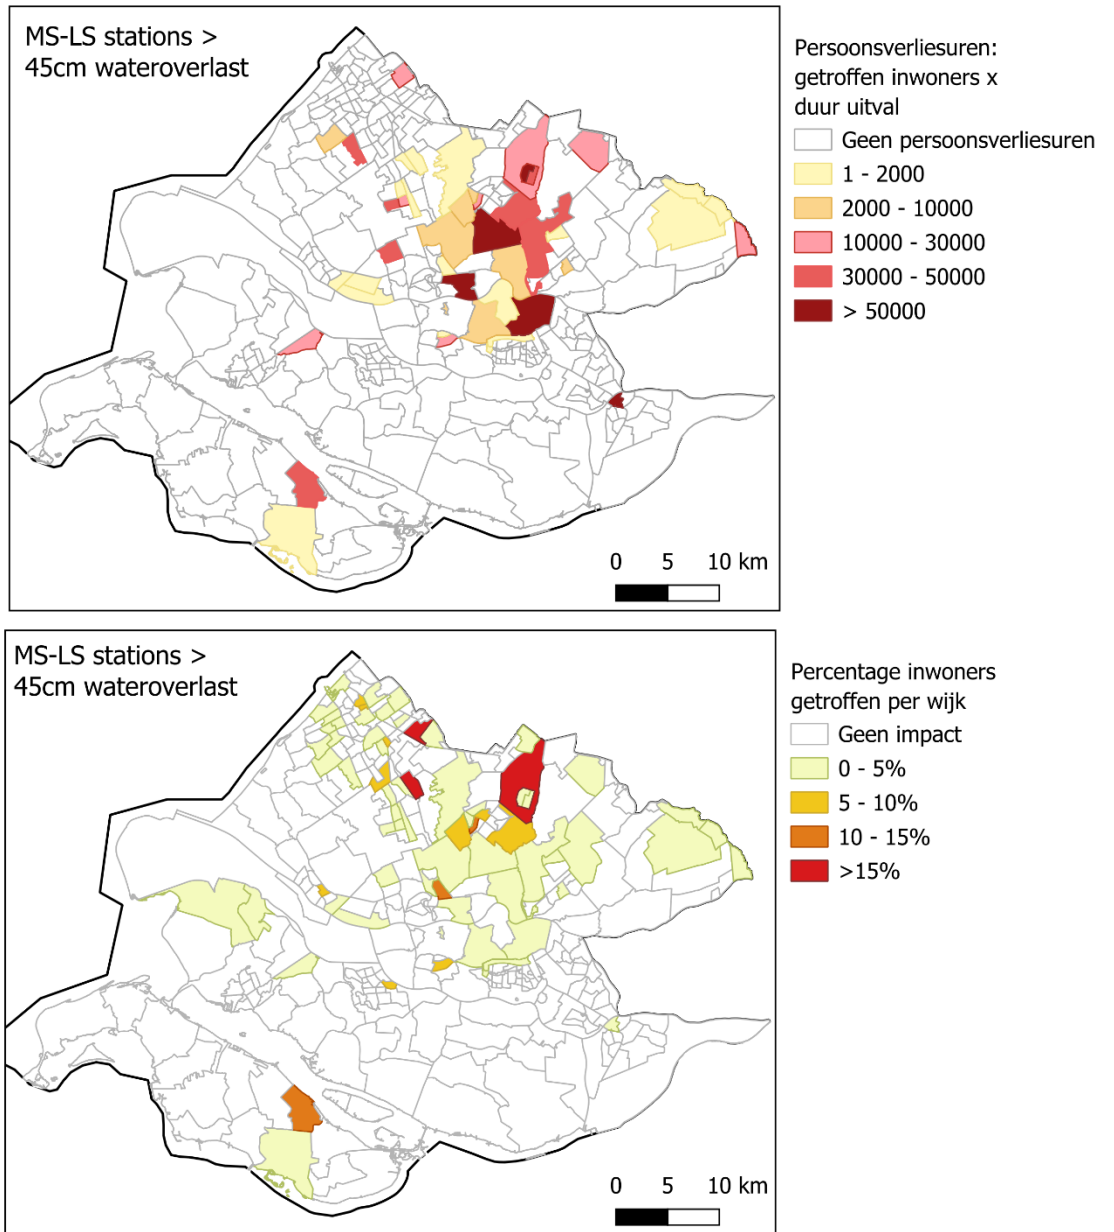 MS-LS stations >
45cm wateroverlast
Persoonsverliesuren:
getroffen inwoners x
duur uitval
Geen persoonsverliesuren
1 - 2000
2000 - 10000
10000 - 30000
30000 - 50000
> 50000
0 5 10 km
MS-LS stations >
45cm wateroverlast
Percentage inwoners
getroffen per wijk
Geen impact
0 - 5%
5 - 10%
10 - 15%
>15%
0 5 10 km